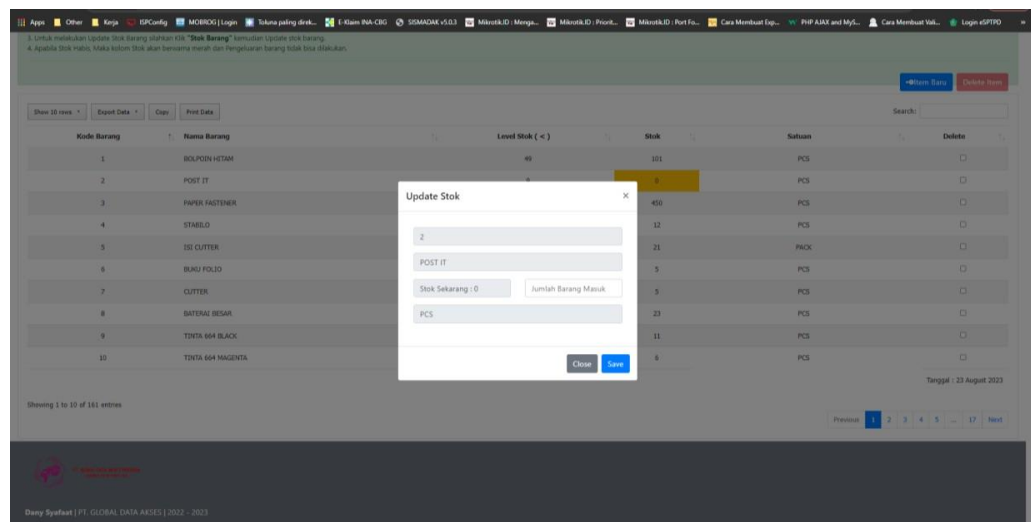 Apps Other Kerja ISPConfig MOBROG | Login Toluna paling direk... E-Klaim INA-CBG SISMADAK v5.0.3 Mikrotik.ID : Menga... Mikrotik.ID : Priorit... Mikrotik.ID : Port Fo... Cara Membuat Exp... PHP AJAX and MyS... Cara Membuat Vali... Login eSPTPD »
3. Untuk melakukan Update Stok Barang silahkan Klik "Stok Barang" kemudian Update stok barang.
4. Apabila Stok Habis, Maka kolom Stok akan berwarna merah dan Pengeluaran barang tidak bisa dilakukan.
Item Baru Delete Item
Show 10 rows Export Data Copy Print Data Search:
Kode Barang Nama Barang Level Stok ( < ) Stok Satuan Delete
1 BOLPOIN HITAM 49 101 PCS
2 POST IT 0 PCS
3 PAPER FASTENER 450 PCS
4 STABILO 12 PCS
5 ISI CUTTER 21 PACK
6 BUKU FOLIO 5 PCS
7 CUTTER PCS
8 BATERAI BESAR 23 PCS
9 TINTA 664 BLACK 11 PCS
10 TINTA 664 MAGENTA 8 PCS
Update Stok ×
2
POST IT
Stok Sekarang : 0 Jumlah Barang Masuk
PCS
Close Save
Tanggal : 23 August 2023
Showing 1 to 10 of 161 entries
Previous 1 2 3 4 5 ... 17 Next
Dany Syafaat | PT. GLOBAL DATA AKSES | 2022 - 2023